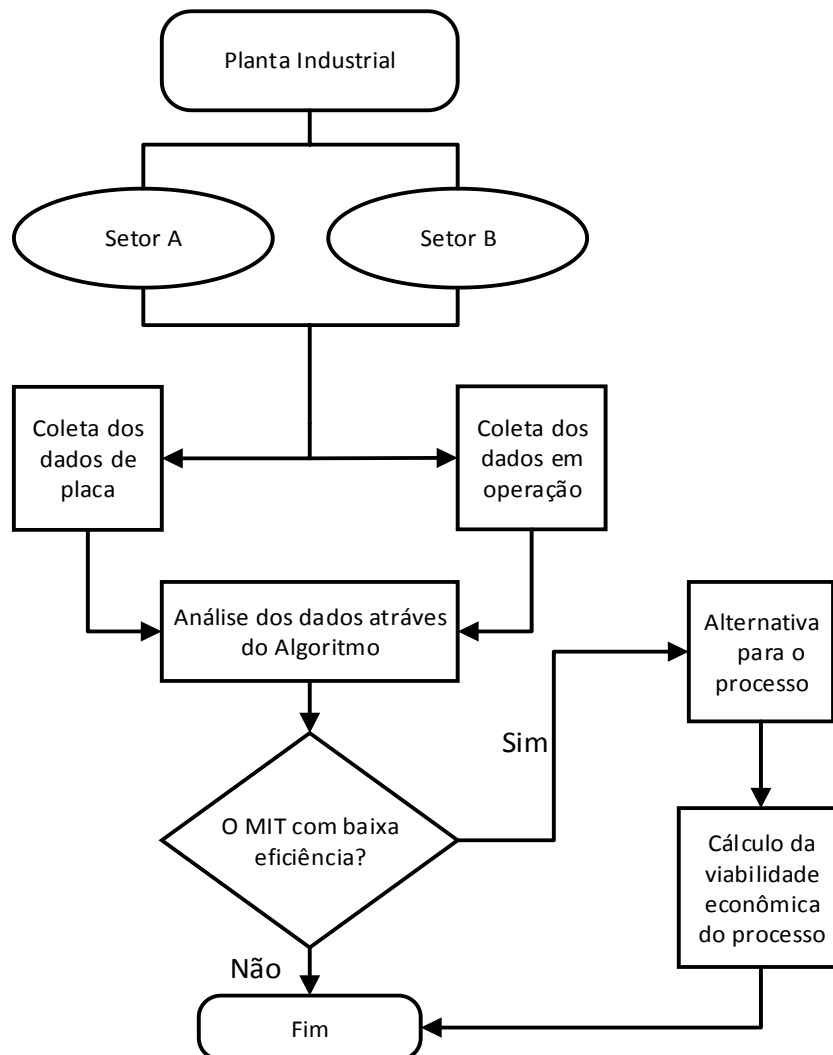 Planta Industrial
Setor A
Setor B
Coleta dos
dados de
placa
Coleta dos
dados em
operação
Análise dos dados atráves
do Algoritmo
Alternativa
para o
processo
Sim
O MIT com baixa
eficiência?
Cálculo da
viabilidade
econômica
do processo
Não
Fim